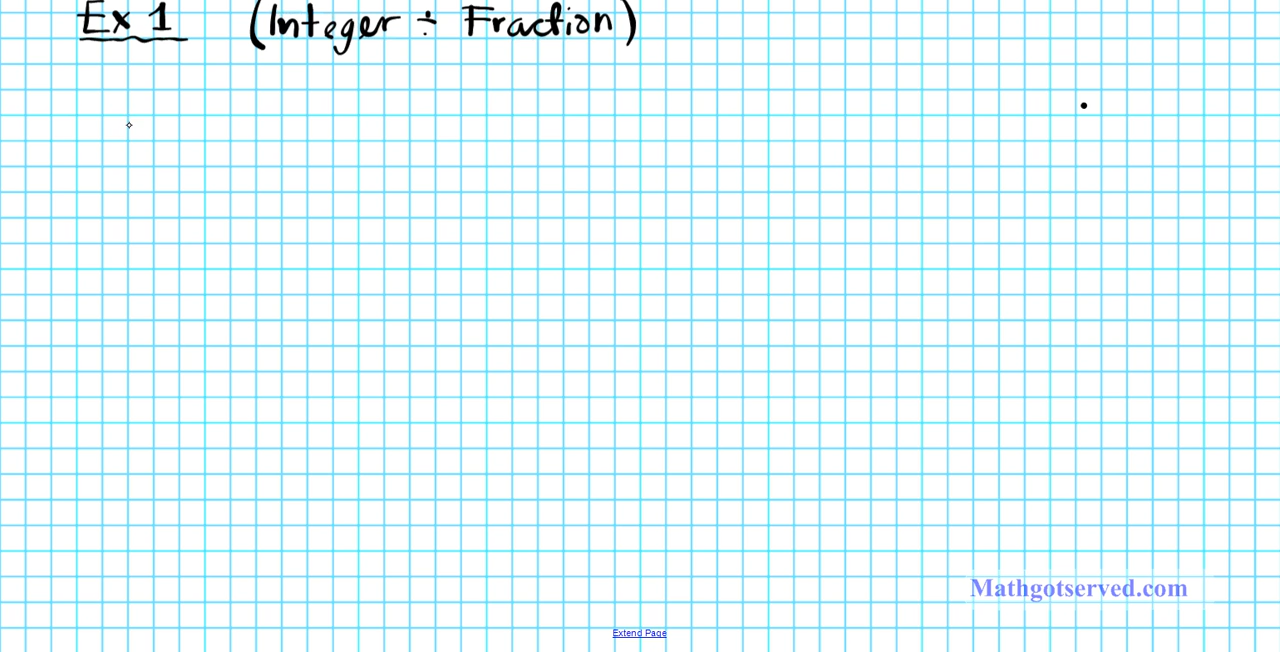 Ex 1 (Integer ÷ Fraction)
Mathgotserved.com
Extend Page